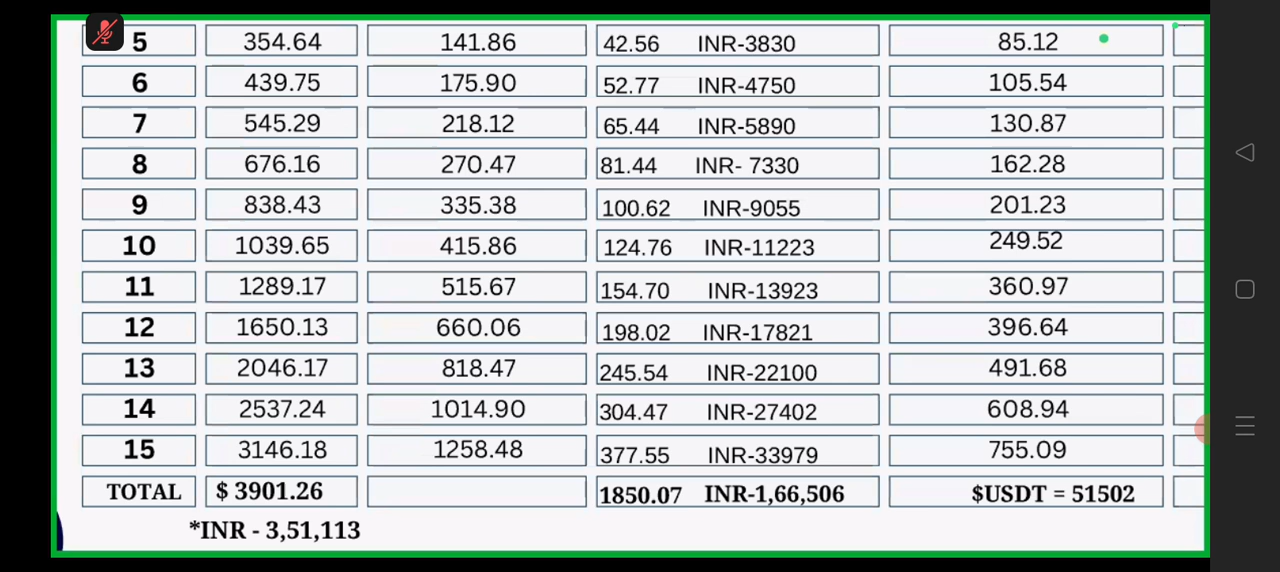 5 354.64 141.86 42.56 INR-3830 85.12
6 439.75 175.90 52.77 INR-4750 105.54
7 545.29 218.12 65.44 INR-5890 130.87
8 676.16 270.47 81.44 INR- 7330 162.28
9 838.43 335.38 100.62 INR-9055 201.23
10 1039.65 415.86 124.76 INR-11223 249.52
11 1289.17 515.67 154.70 INR-13923 360.97
12 1650.13 660.06 198.02 INR-17821 396.64
13 2046.17 818.47 245.54 INR-22100 491.68
14 2537.24 1014.90 304.47 INR-27402 608.94
15 3146.18 1258.48 377.55 INR-33979 755.09
TOTAL $ 3901.26 1850.07 INR-1,66,506 $USDT = 51502
*INR - 3,51,113